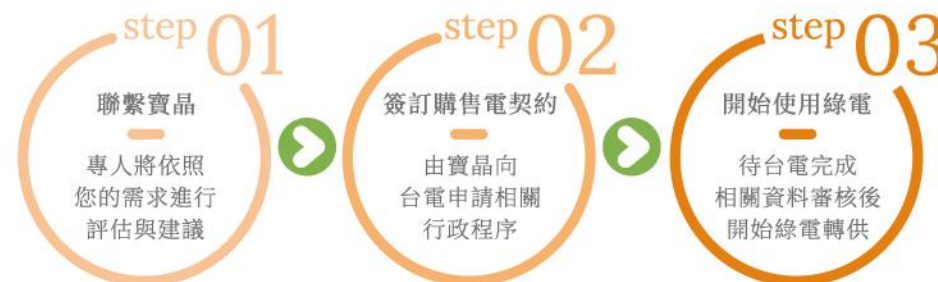 step 01
聯繫寶晶
專人將依照
您的需求進行
評估與建議
step 02
簽訂購售電契約
由寶晶向
台電申請相關
行政程序
step 03
開始使用綠電
待台電完成
相關資料審核後
開始綠電轉供